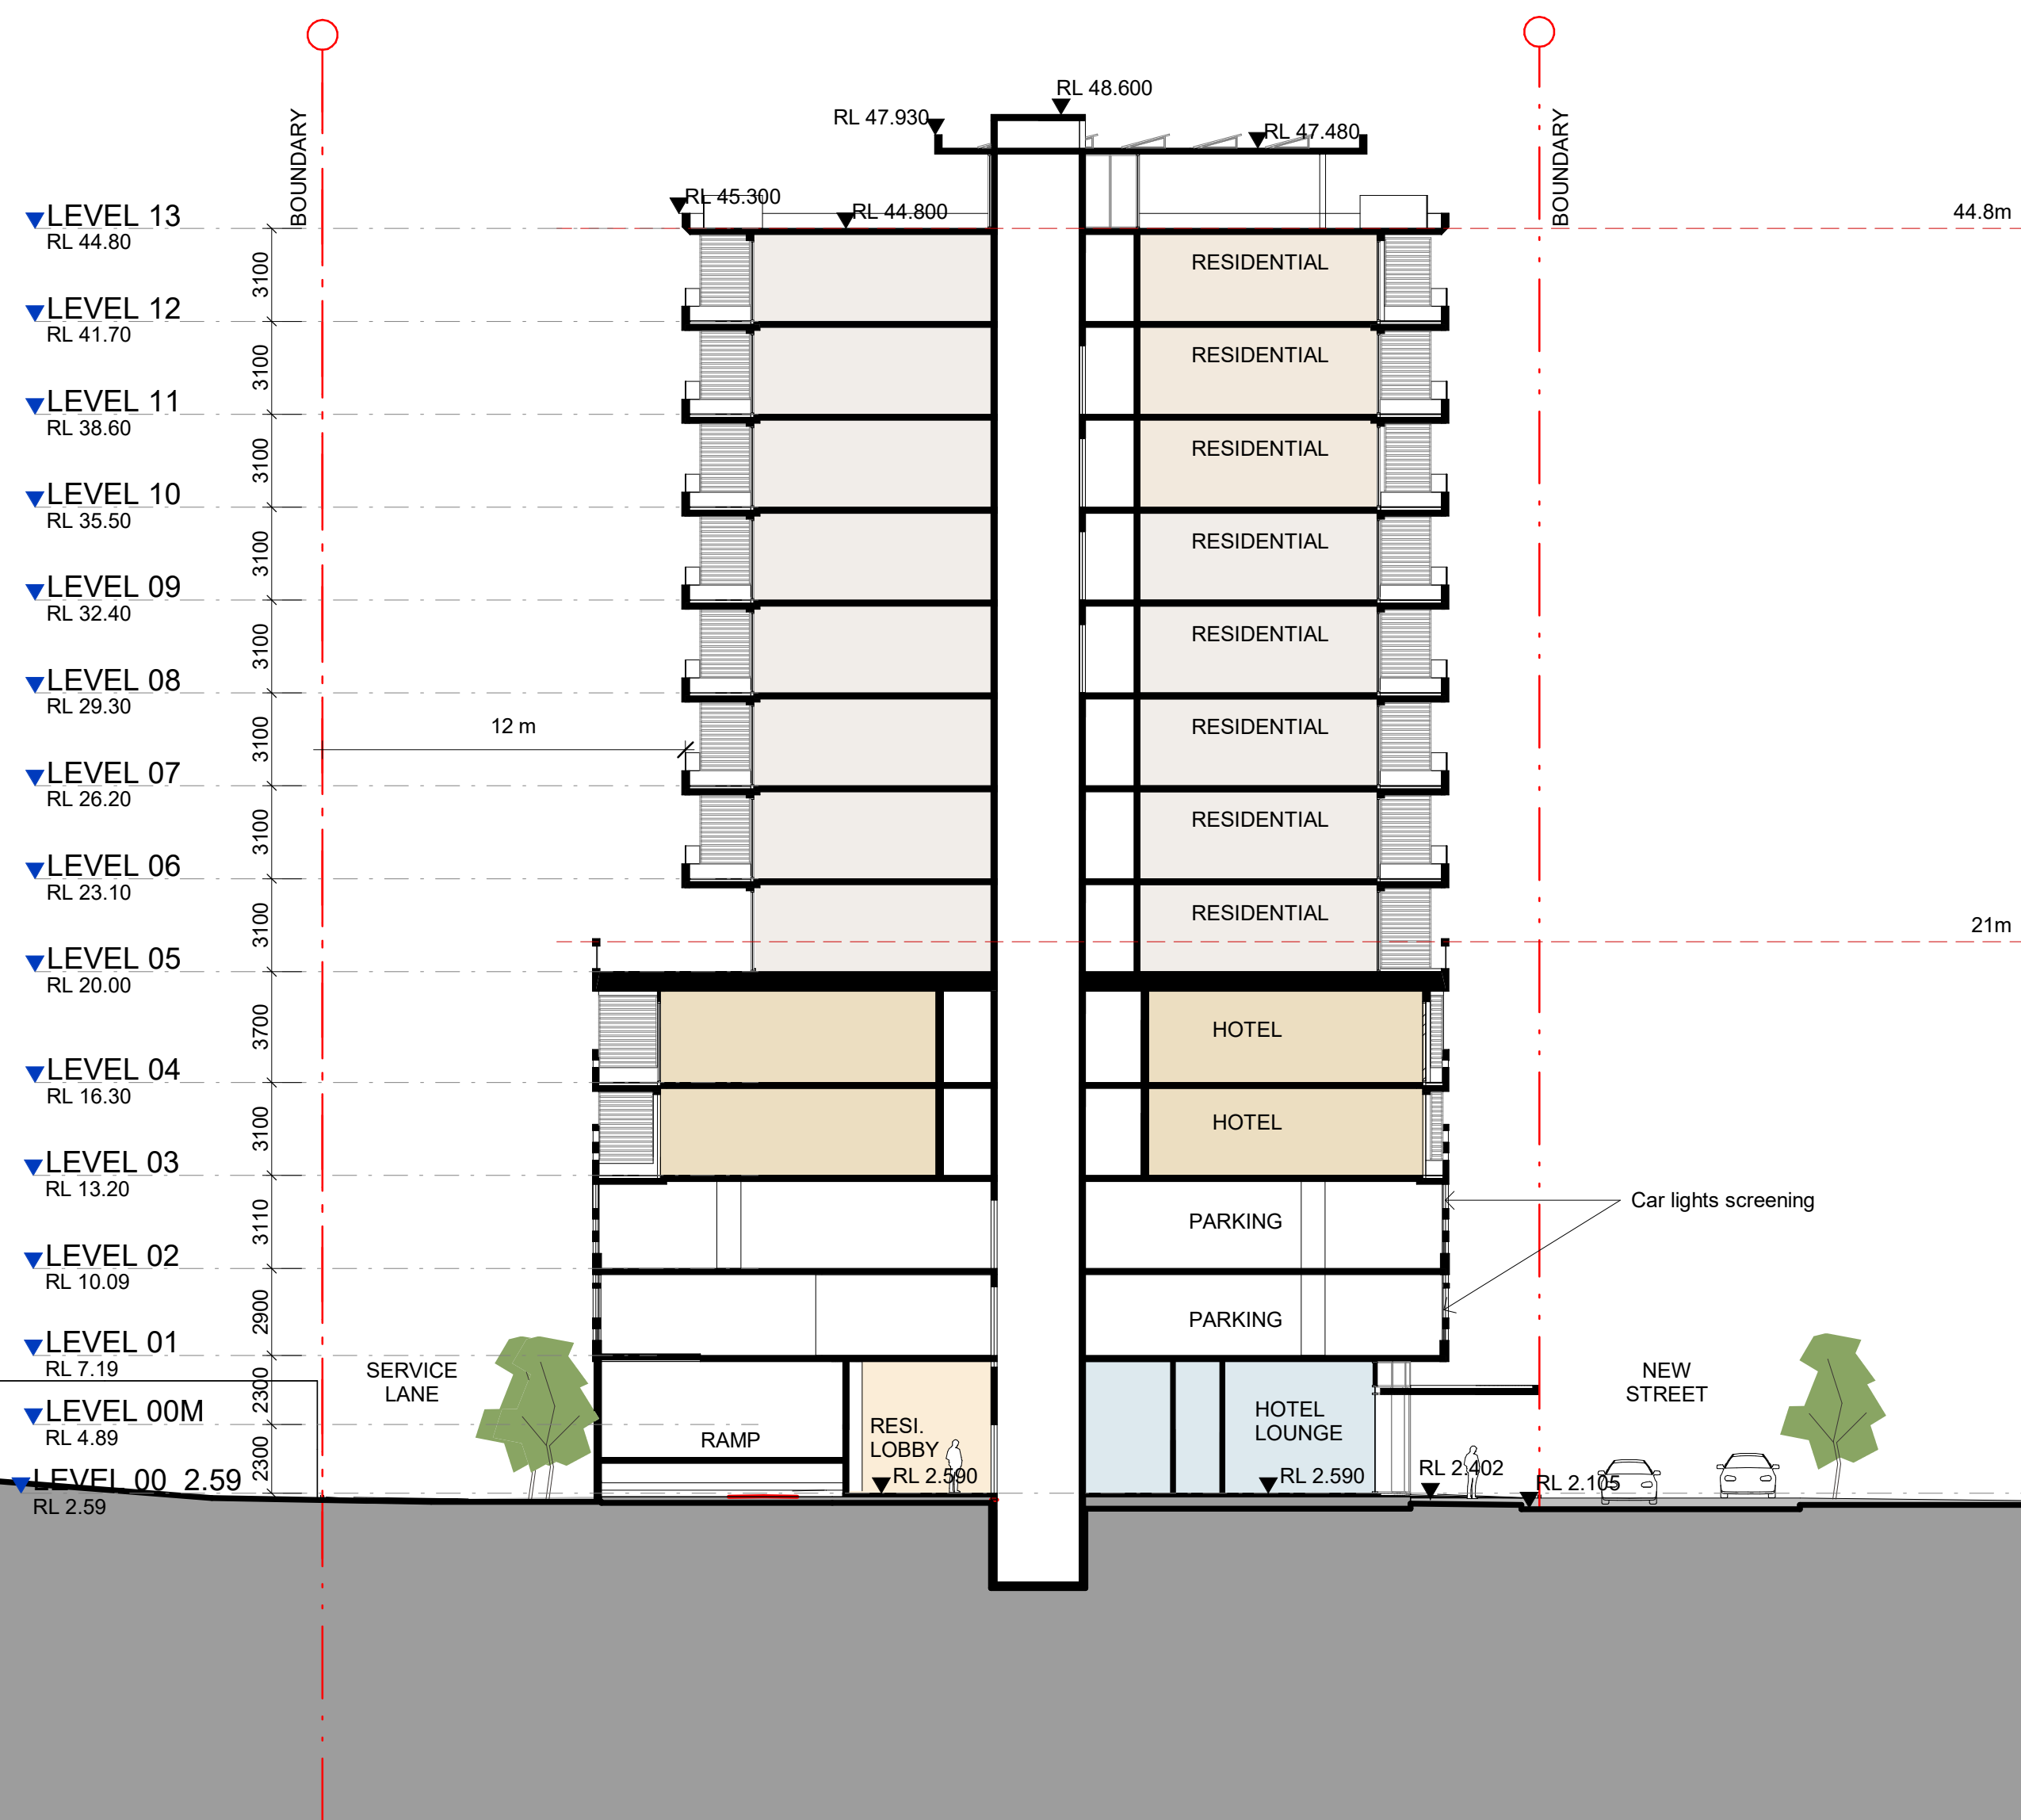 RL 48.600
RL 47.930
RL 47.480
BOUNDARY
BOUNDARY
RL 45.300
RL 44.800
LEVEL 13
RL 44.80
44.8m
3100
RESIDENTIAL
LEVEL 12
RL 41.70
3100
RESIDENTIAL
LEVEL 11
RL 38.60
3100
RESIDENTIAL
LEVEL 10
RL 35.50
3100
RESIDENTIAL
LEVEL 09
RL 32.40
3100
RESIDENTIAL
LEVEL 08
RL 29.30
12 m
3100
RESIDENTIAL
LEVEL 07
RL 26.20
3100
RESIDENTIAL
LEVEL 06
RL 23.10
3100
RESIDENTIAL
21m
LEVEL 05
RL 20.00
3700
HOTEL
LEVEL 04
RL 16.30
3100
HOTEL
LEVEL 03
RL 13.20
Car lights screening
3110
PARKING
LEVEL 02
RL 10.09
2900
PARKING
LEVEL 01
RL 7.19
SERVICE
LANE
NEW
STREET
2300
LEVEL 00M
RL 4.89
HOTEL
LOUNGE
RESI.
LOBBY
RAMP
2300
LEVEL 00 2.59
RL 2.59
RL 2.590
RL 2.590
RL 2.402
RL 2.105